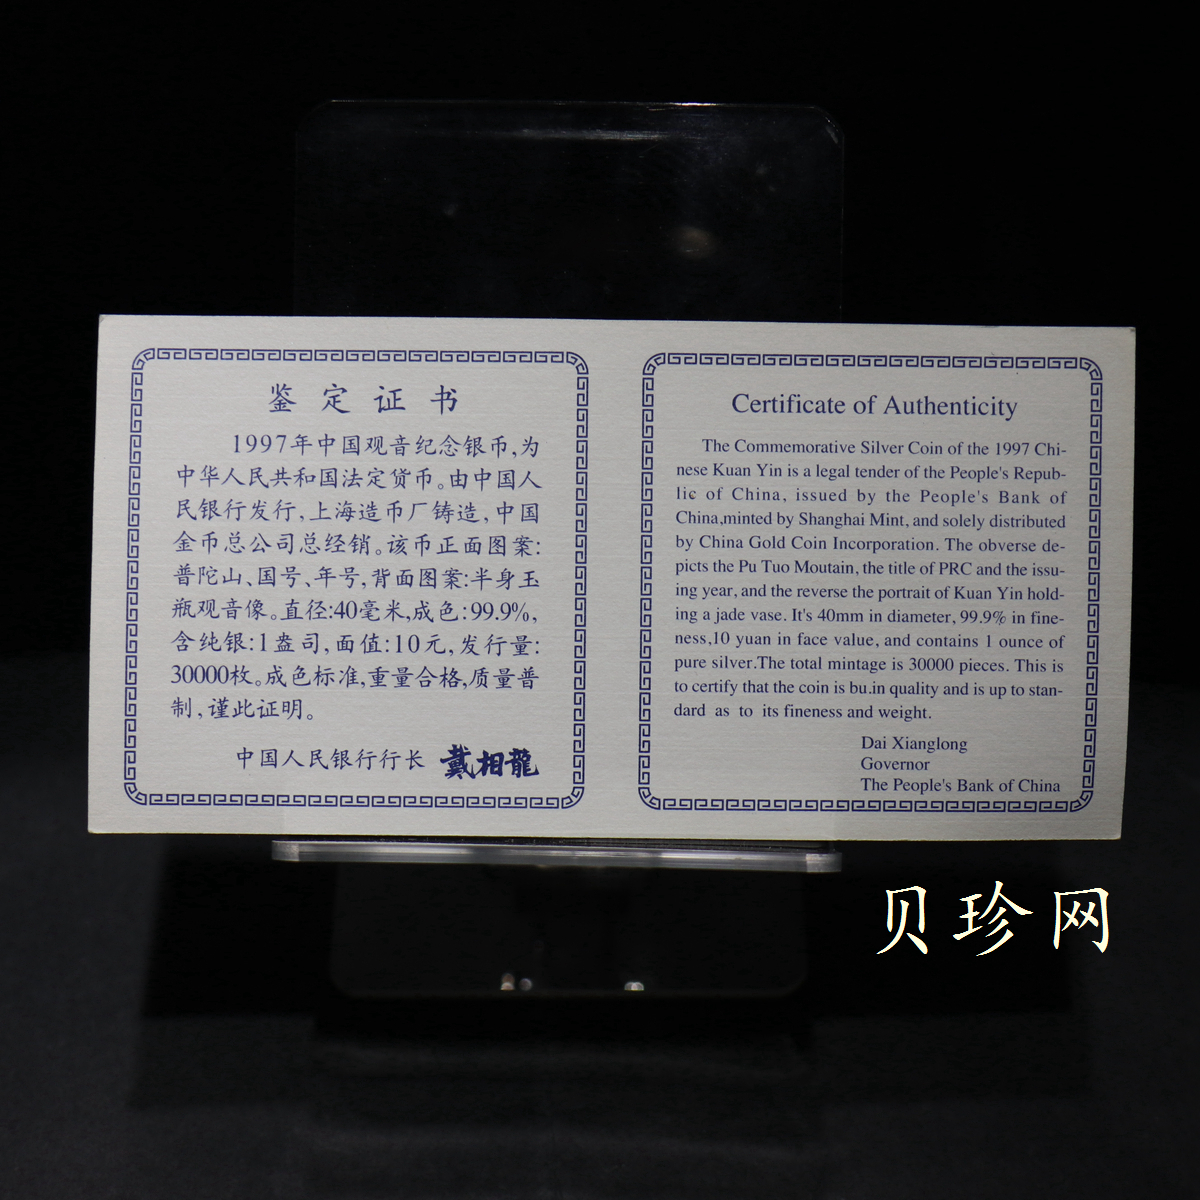 鉴定证书
1997年中国观音纪念银币,为
中华人民共和国法定货币。由中国人
民银行发行,上海造币厂铸造,中国
金币总公司总经销。该币正面图案:
普陀山、国号、年号,背面图案:半身玉
瓶观音像。直径:40毫米,成色:99.9%,
含纯银:1盎司,面值:10元,发行量:
30000枚。成色标准,重量合格,质量普
制,谨此证明。
中国人民银行行长 戴相龍
Certificate of Authenticity
The Commemorative Silver Coin of the 1997 Chi-
nese Kuan Yin is a legal tender of the People's Repub-
lic of China, issued by the People's Bank of
China,minted by Shanghai Mint, and solely distributed
by China Gold Coin Incorporation. The obverse de-
picts the Pu Tuo Moutain, the title of PRC and the issu-
ing year, and the reverse the portrait of Kuan Yin hold-
ing a jade vase. It's 40mm in diameter, 99.9% in fine-
ness,10 yuan in face value, and contains 1 ounce of
pure silver.The total mintage is 30000 pieces. This is
to certify that the coin is bu.in quality and is up to stan-
dard as to its fineness and weight.
Dai Xianglong
Governor
The People's Bank of China
贝珍网